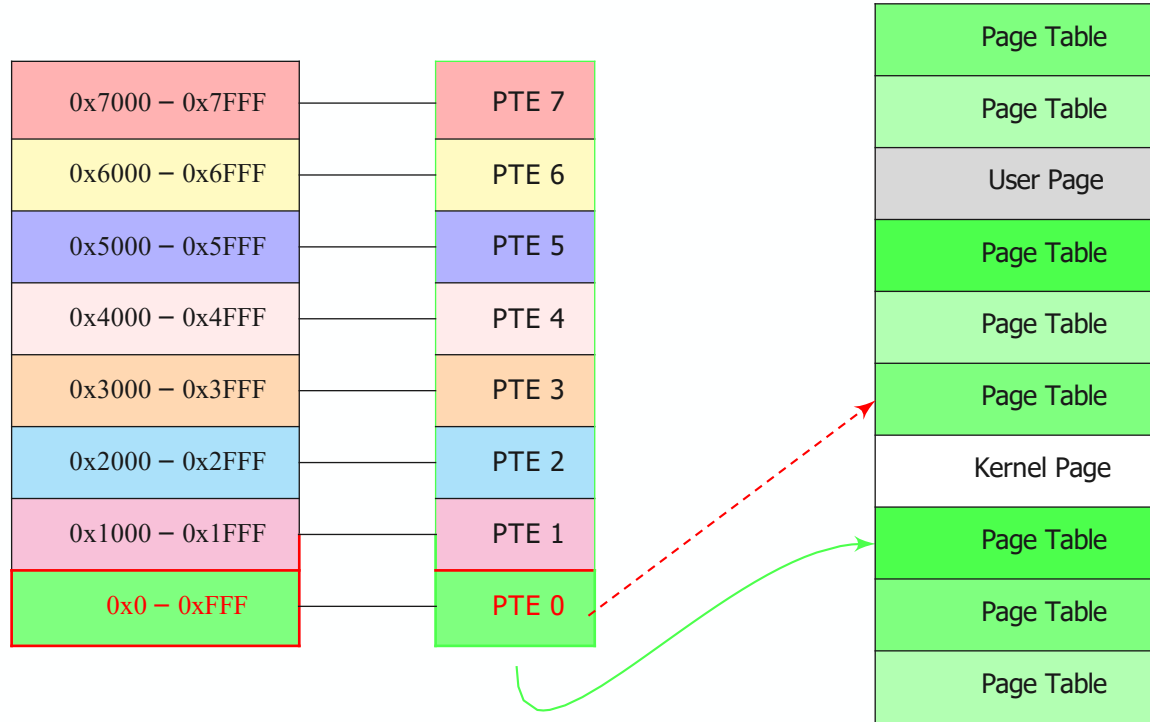 0x7000 − 0x7FFF
0x6000 − 0x6FFF
0x5000 − 0x5FFF
0x4000 − 0x4FFF
0x3000 − 0x3FFF
0x2000 − 0x2FFF
0x1000 − 0x1FFF
0x0 − 0xFFF
PTE 7
PTE 6
PTE 5
PTE 4
PTE 3
PTE 2
PTE 1
PTE 0
Page Table
Page Table
User Page
Page Table
Page Table
Page Table
Kernel Page
Page Table
Page Table
Page Table